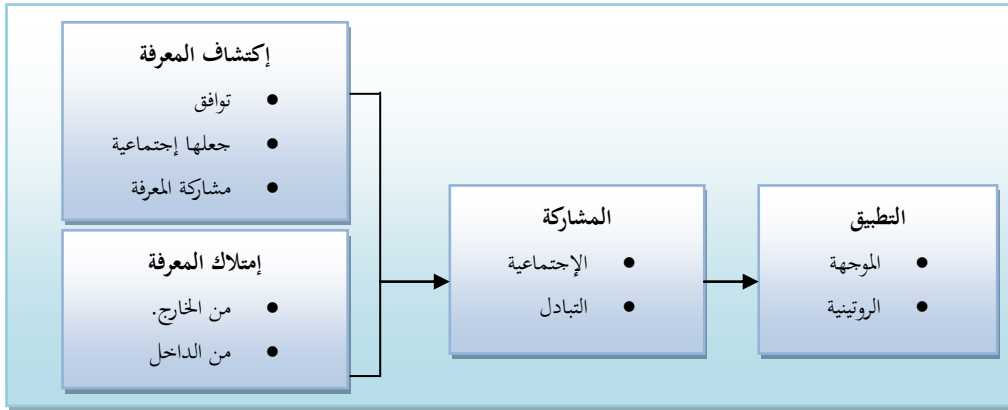 إكتشاف المعرفة
● توافق
● جعلها إجتماعية
● مشاركة المعرفة
إمتلاك المعرفة
● من الخارج.
● من الداخل
المشاركة
● الإجتماعية
● التبادل
التطبيق
● الموجهة
● الروتينية